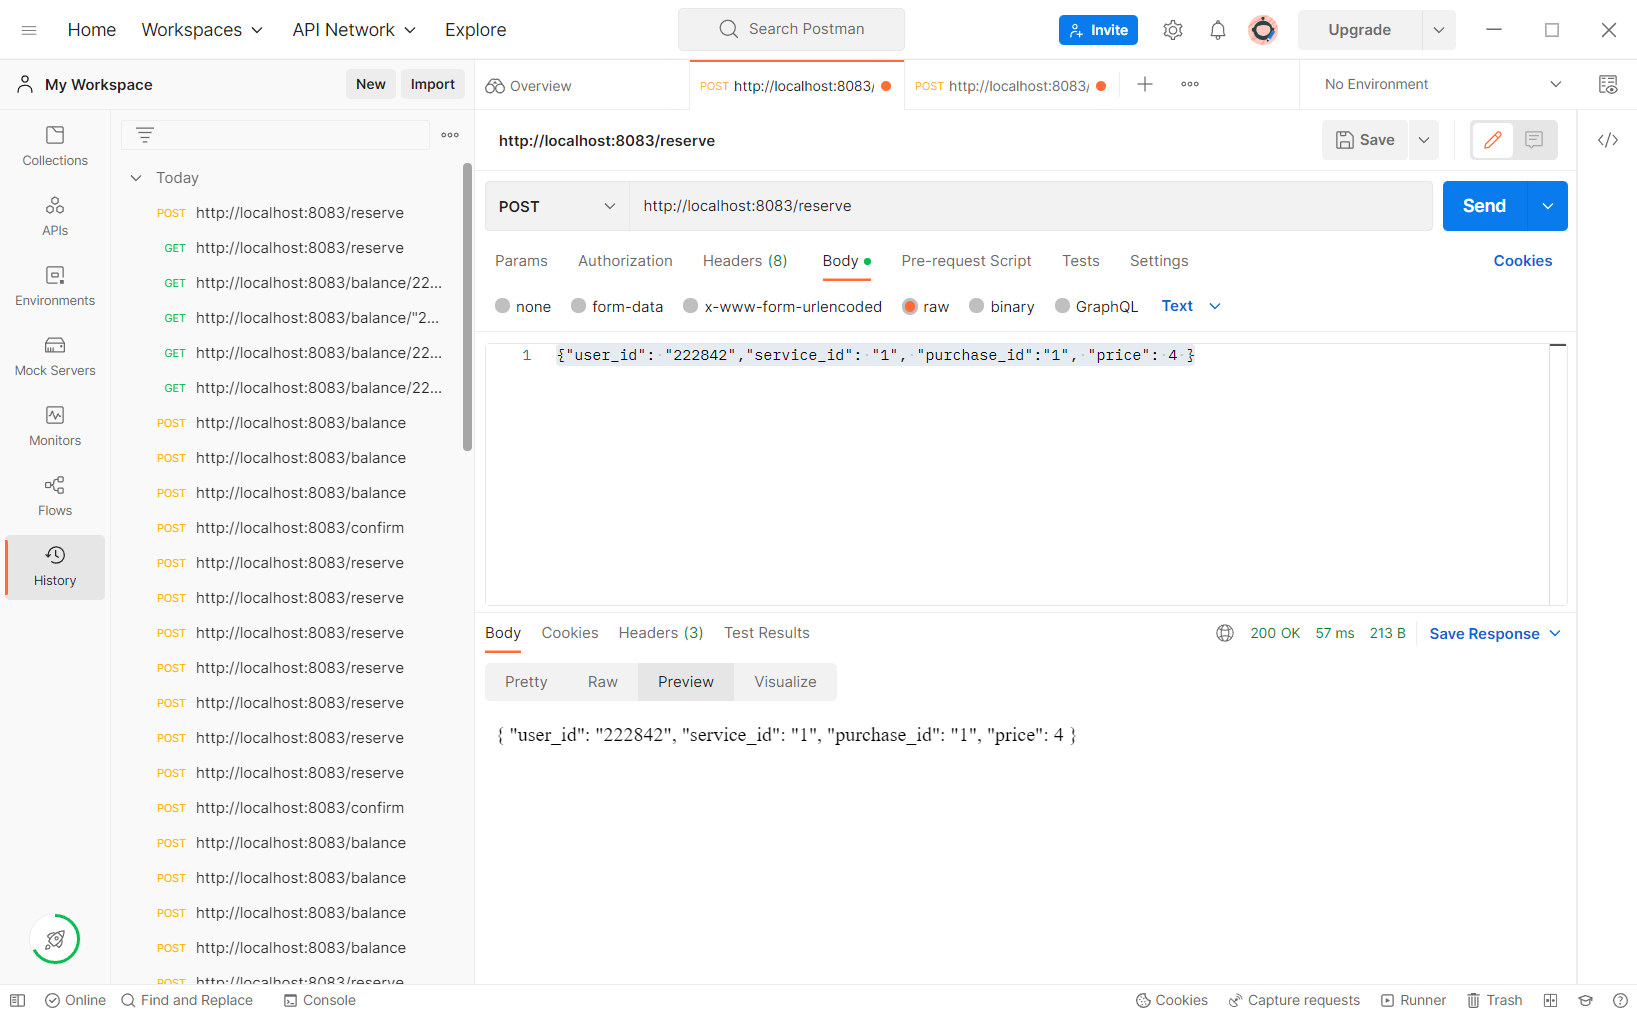 Home
Workspaces
API Network
Explore
Search Postman
Invite
Upgrade
My Workspace
New
Import
Overview
POST http://localhost:8083/
POST http://localhost:8083/
No Environment
Collections
APIs
Environments
Mock Servers
Monitors
Flows
History
Today
POST http://localhost:8083/reserve
GET http://localhost:8083/reserve
GET http://localhost:8083/balance/22...
GET http://localhost:8083/balance/"2...
GET http://localhost:8083/balance/22...
GET http://localhost:8083/balance/22...
POST http://localhost:8083/balance
POST http://localhost:8083/balance
POST http://localhost:8083/balance
POST http://localhost:8083/confirm
POST http://localhost:8083/reserve
POST http://localhost:8083/reserve
POST http://localhost:8083/reserve
POST http://localhost:8083/reserve
POST http://localhost:8083/reserve
POST http://localhost:8083/reserve
POST http://localhost:8083/reserve
POST http://localhost:8083/confirm
POST http://localhost:8083/balance
POST http://localhost:8083/balance
POST http://localhost:8083/balance
POST http://localhost:8083/balance
POST http://localhost:8083/reserve
http://localhost:8083/reserve
Save
POST
http://localhost:8083/reserve
Send
Params
Authorization
Headers (8)
Body
Pre-request Script
Tests
Settings
Cookies
none
form-data
x-www-form-urlencoded
raw
binary
GraphQL
Text
1 {"user_id": "222842","service_id": "1", "purchase_id":"1", "price": 4 }
Body
Cookies
Headers (3)
Test Results
200 OK
57 ms
213 B
Save Response
Pretty
Raw
Preview
Visualize
{ "user_id": "222842", "service_id": "1", "purchase_id": "1", "price": 4 }
Online
Find and Replace
Console
Cookies
Capture requests
Runner
Trash